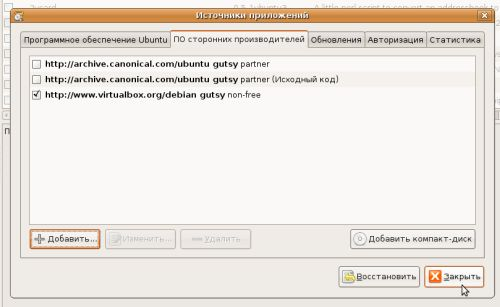 Источники приложений
Программное обеспечение Ubuntu ПО сторонних производителей Обновления Авторизация Статистика
http://archive.canonical.com/ubuntu gutsy partner
http://archive.canonical.com/ubuntu gutsy partner (Исходный код)
http://www.virtualbox.org/debian gutsy non-free
Добавить... Изменить... Удалить Добавить компакт-диск
Восстановить Закрыть